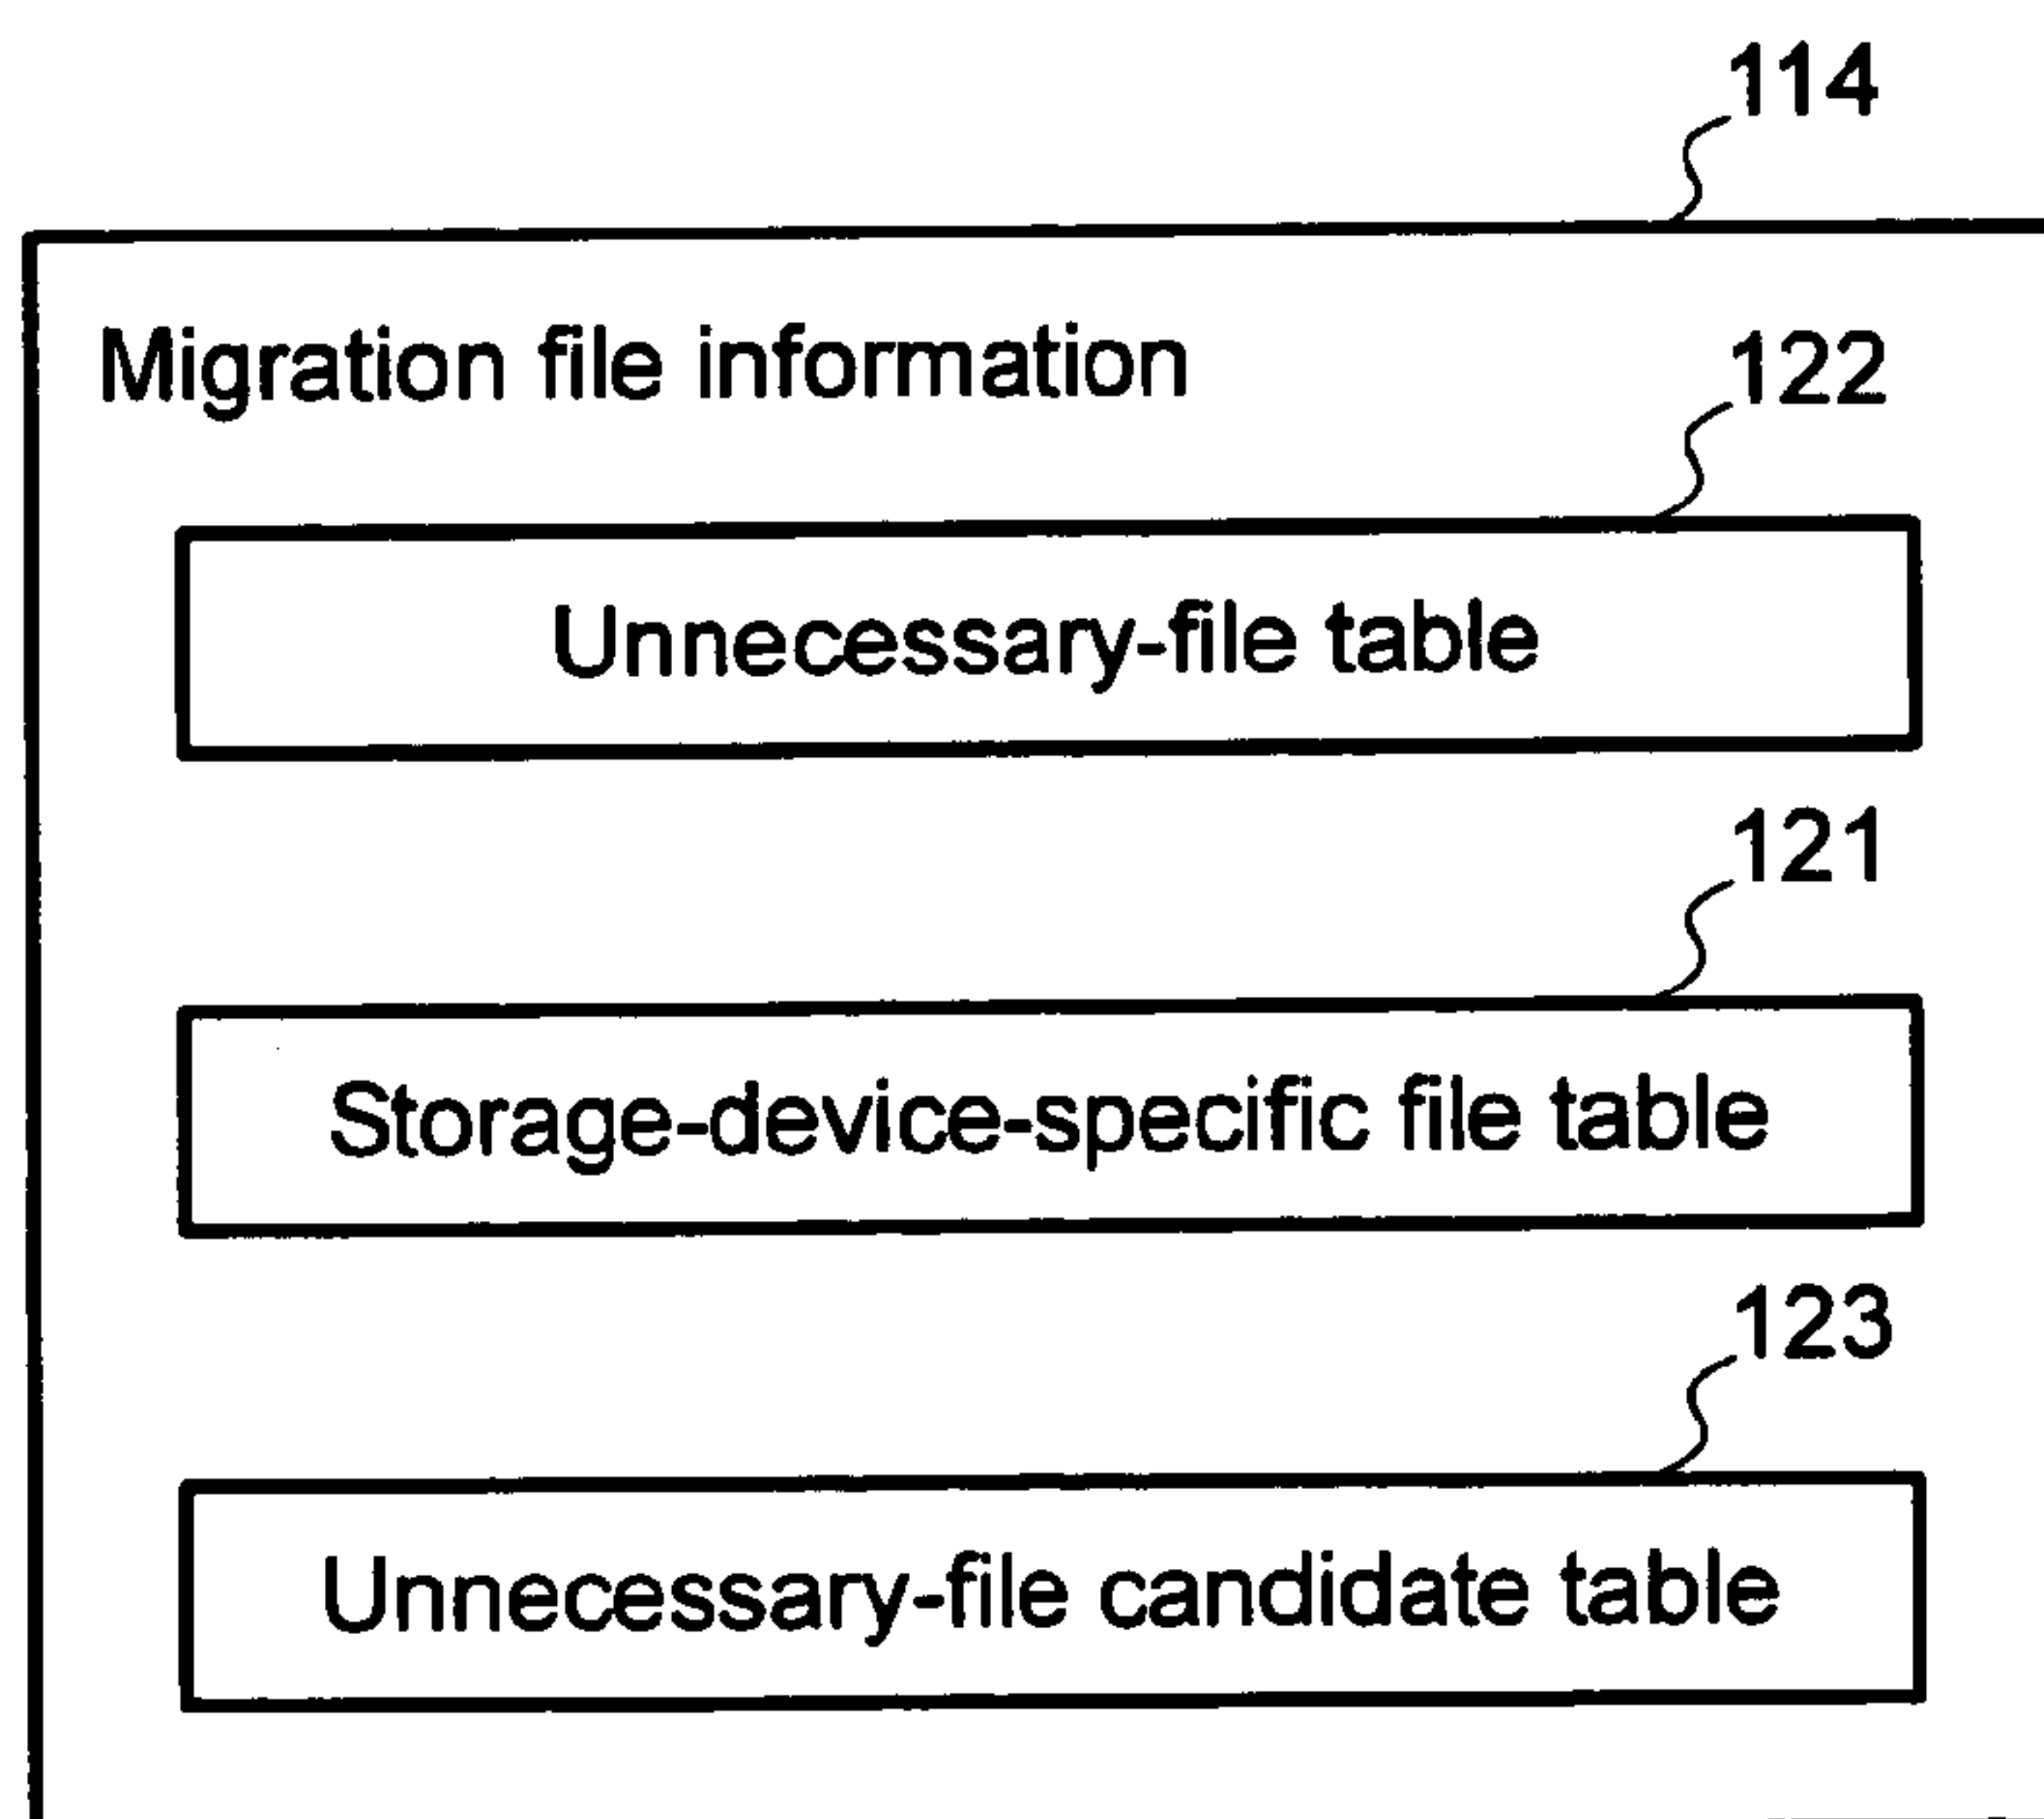 114
Migration file information
122
Unnecessary-file table
121
Storage-device-specific file table
123
Unnecessary-file candidate table